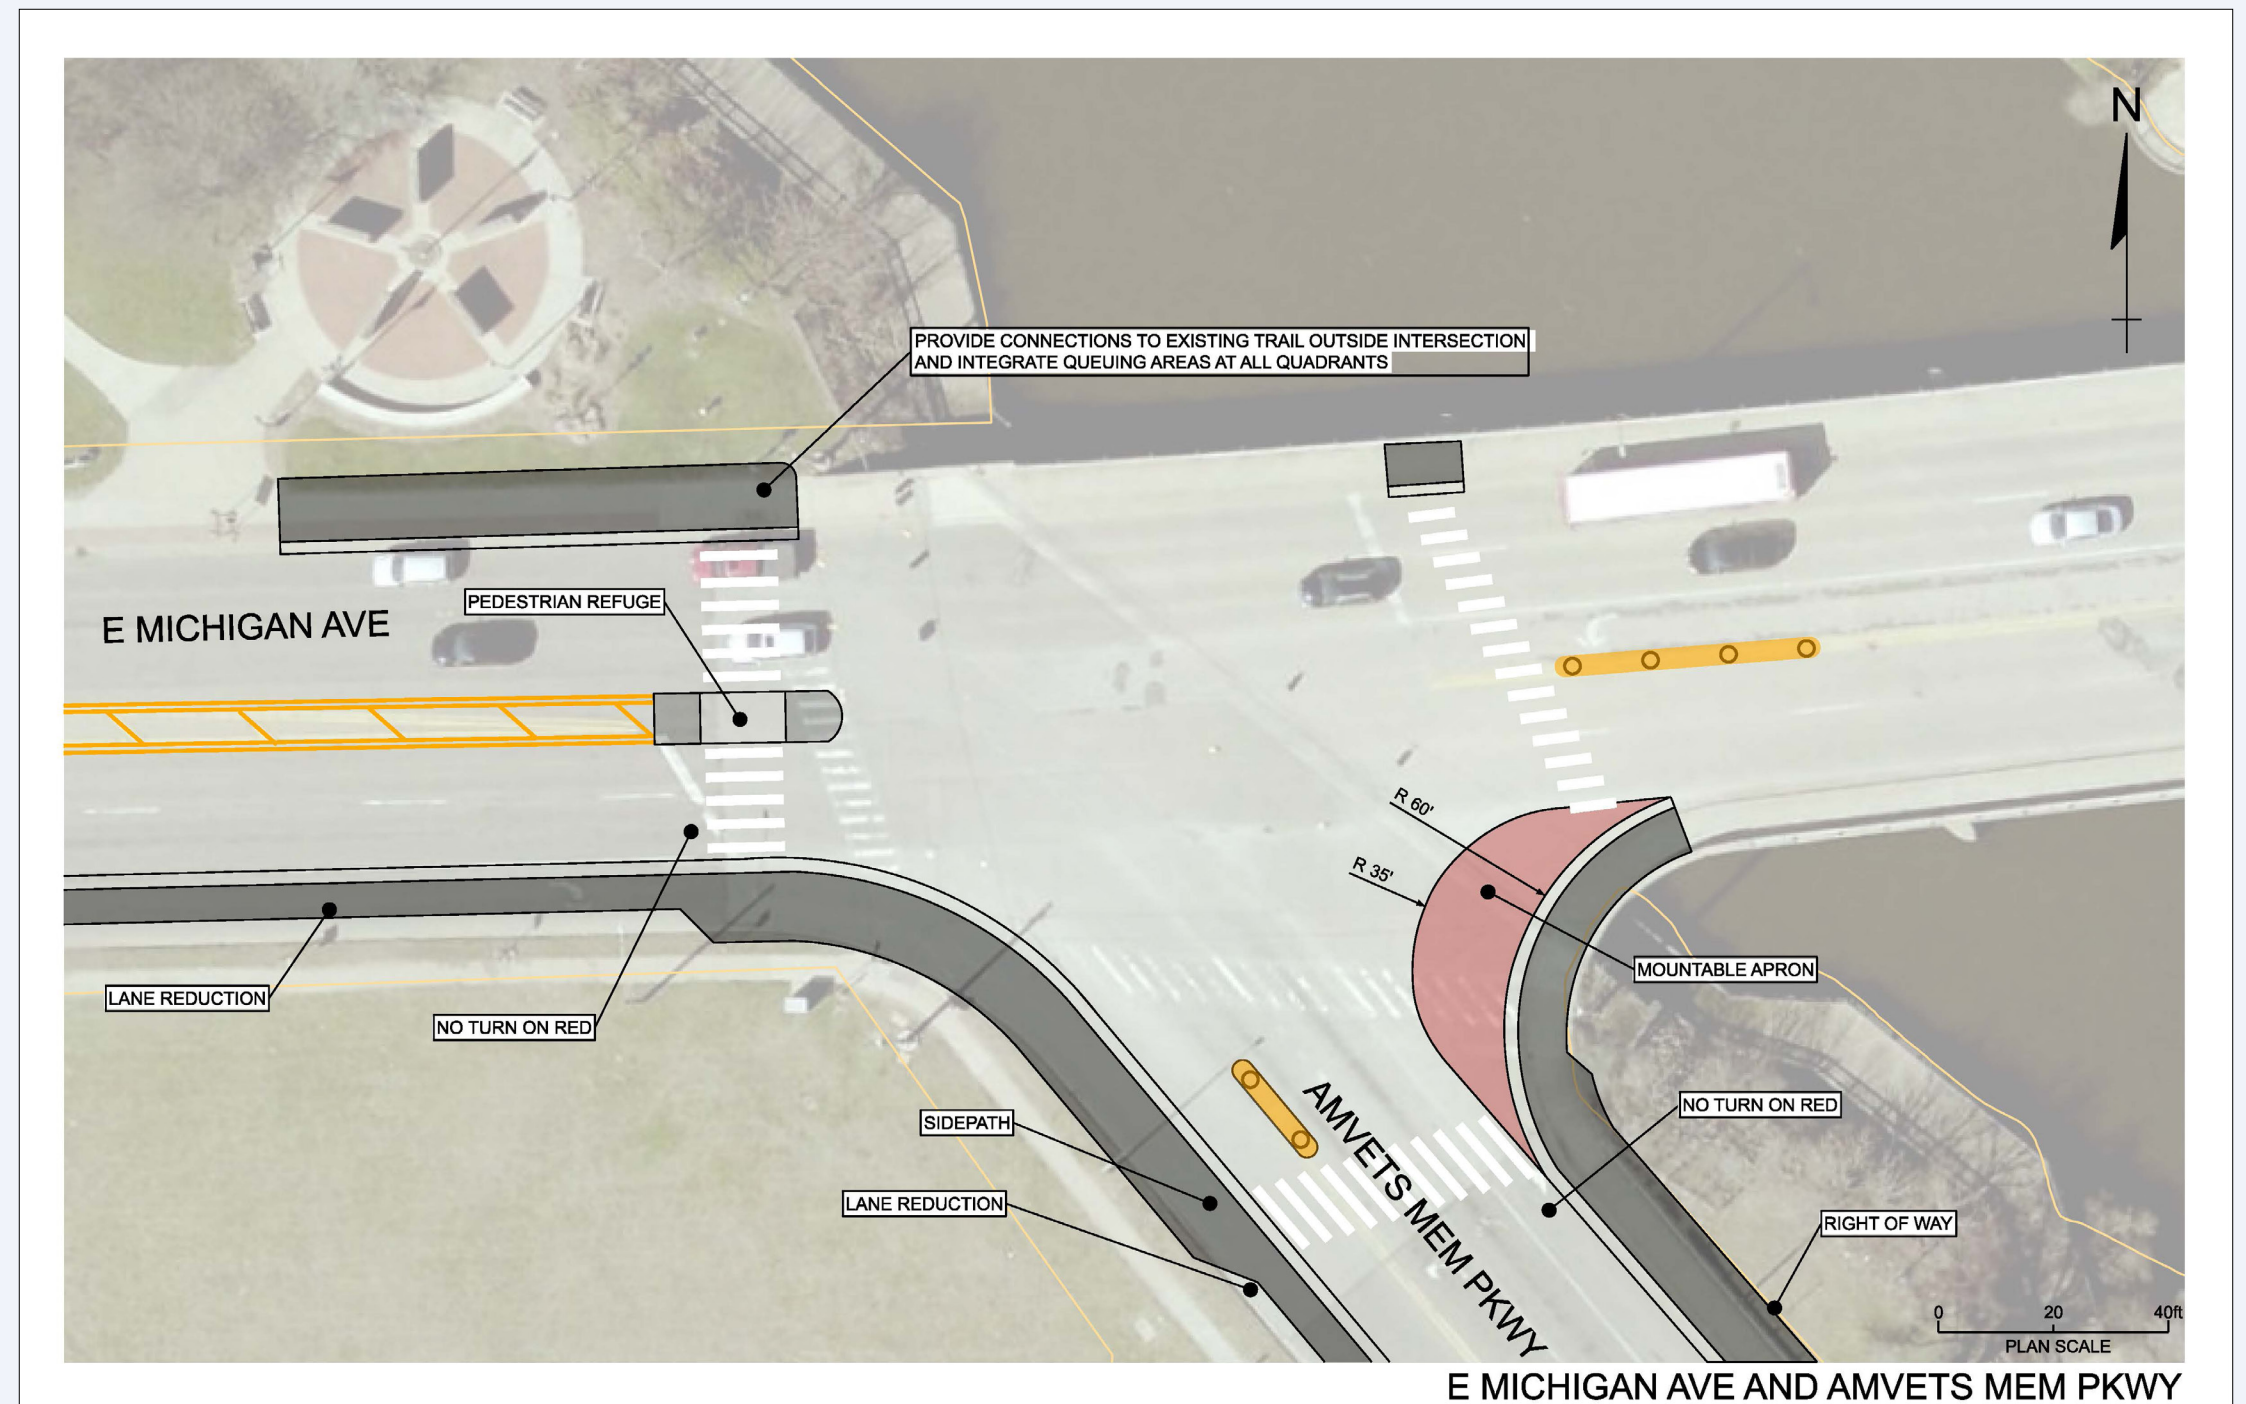 N
PROVIDE CONNECTIONS TO EXISTING TRAIL OUTSIDE INTERSECTION
AND INTEGRATE QUEUING AREAS AT ALL QUADRANTS
PEDESTRIAN REFUGE
E MICHIGAN AVE
R 60'
R 35'
MOUNTABLE APRON
LANE REDUCTION
NO TURN ON RED
NO TURN ON RED
SIDEPATH
AMVETS MEM PKWY
LANE REDUCTION
RIGHT OF WAY
0 20 40ft
PLAN SCALE
E MICHIGAN AVE AND AMVETS MEM PKWY